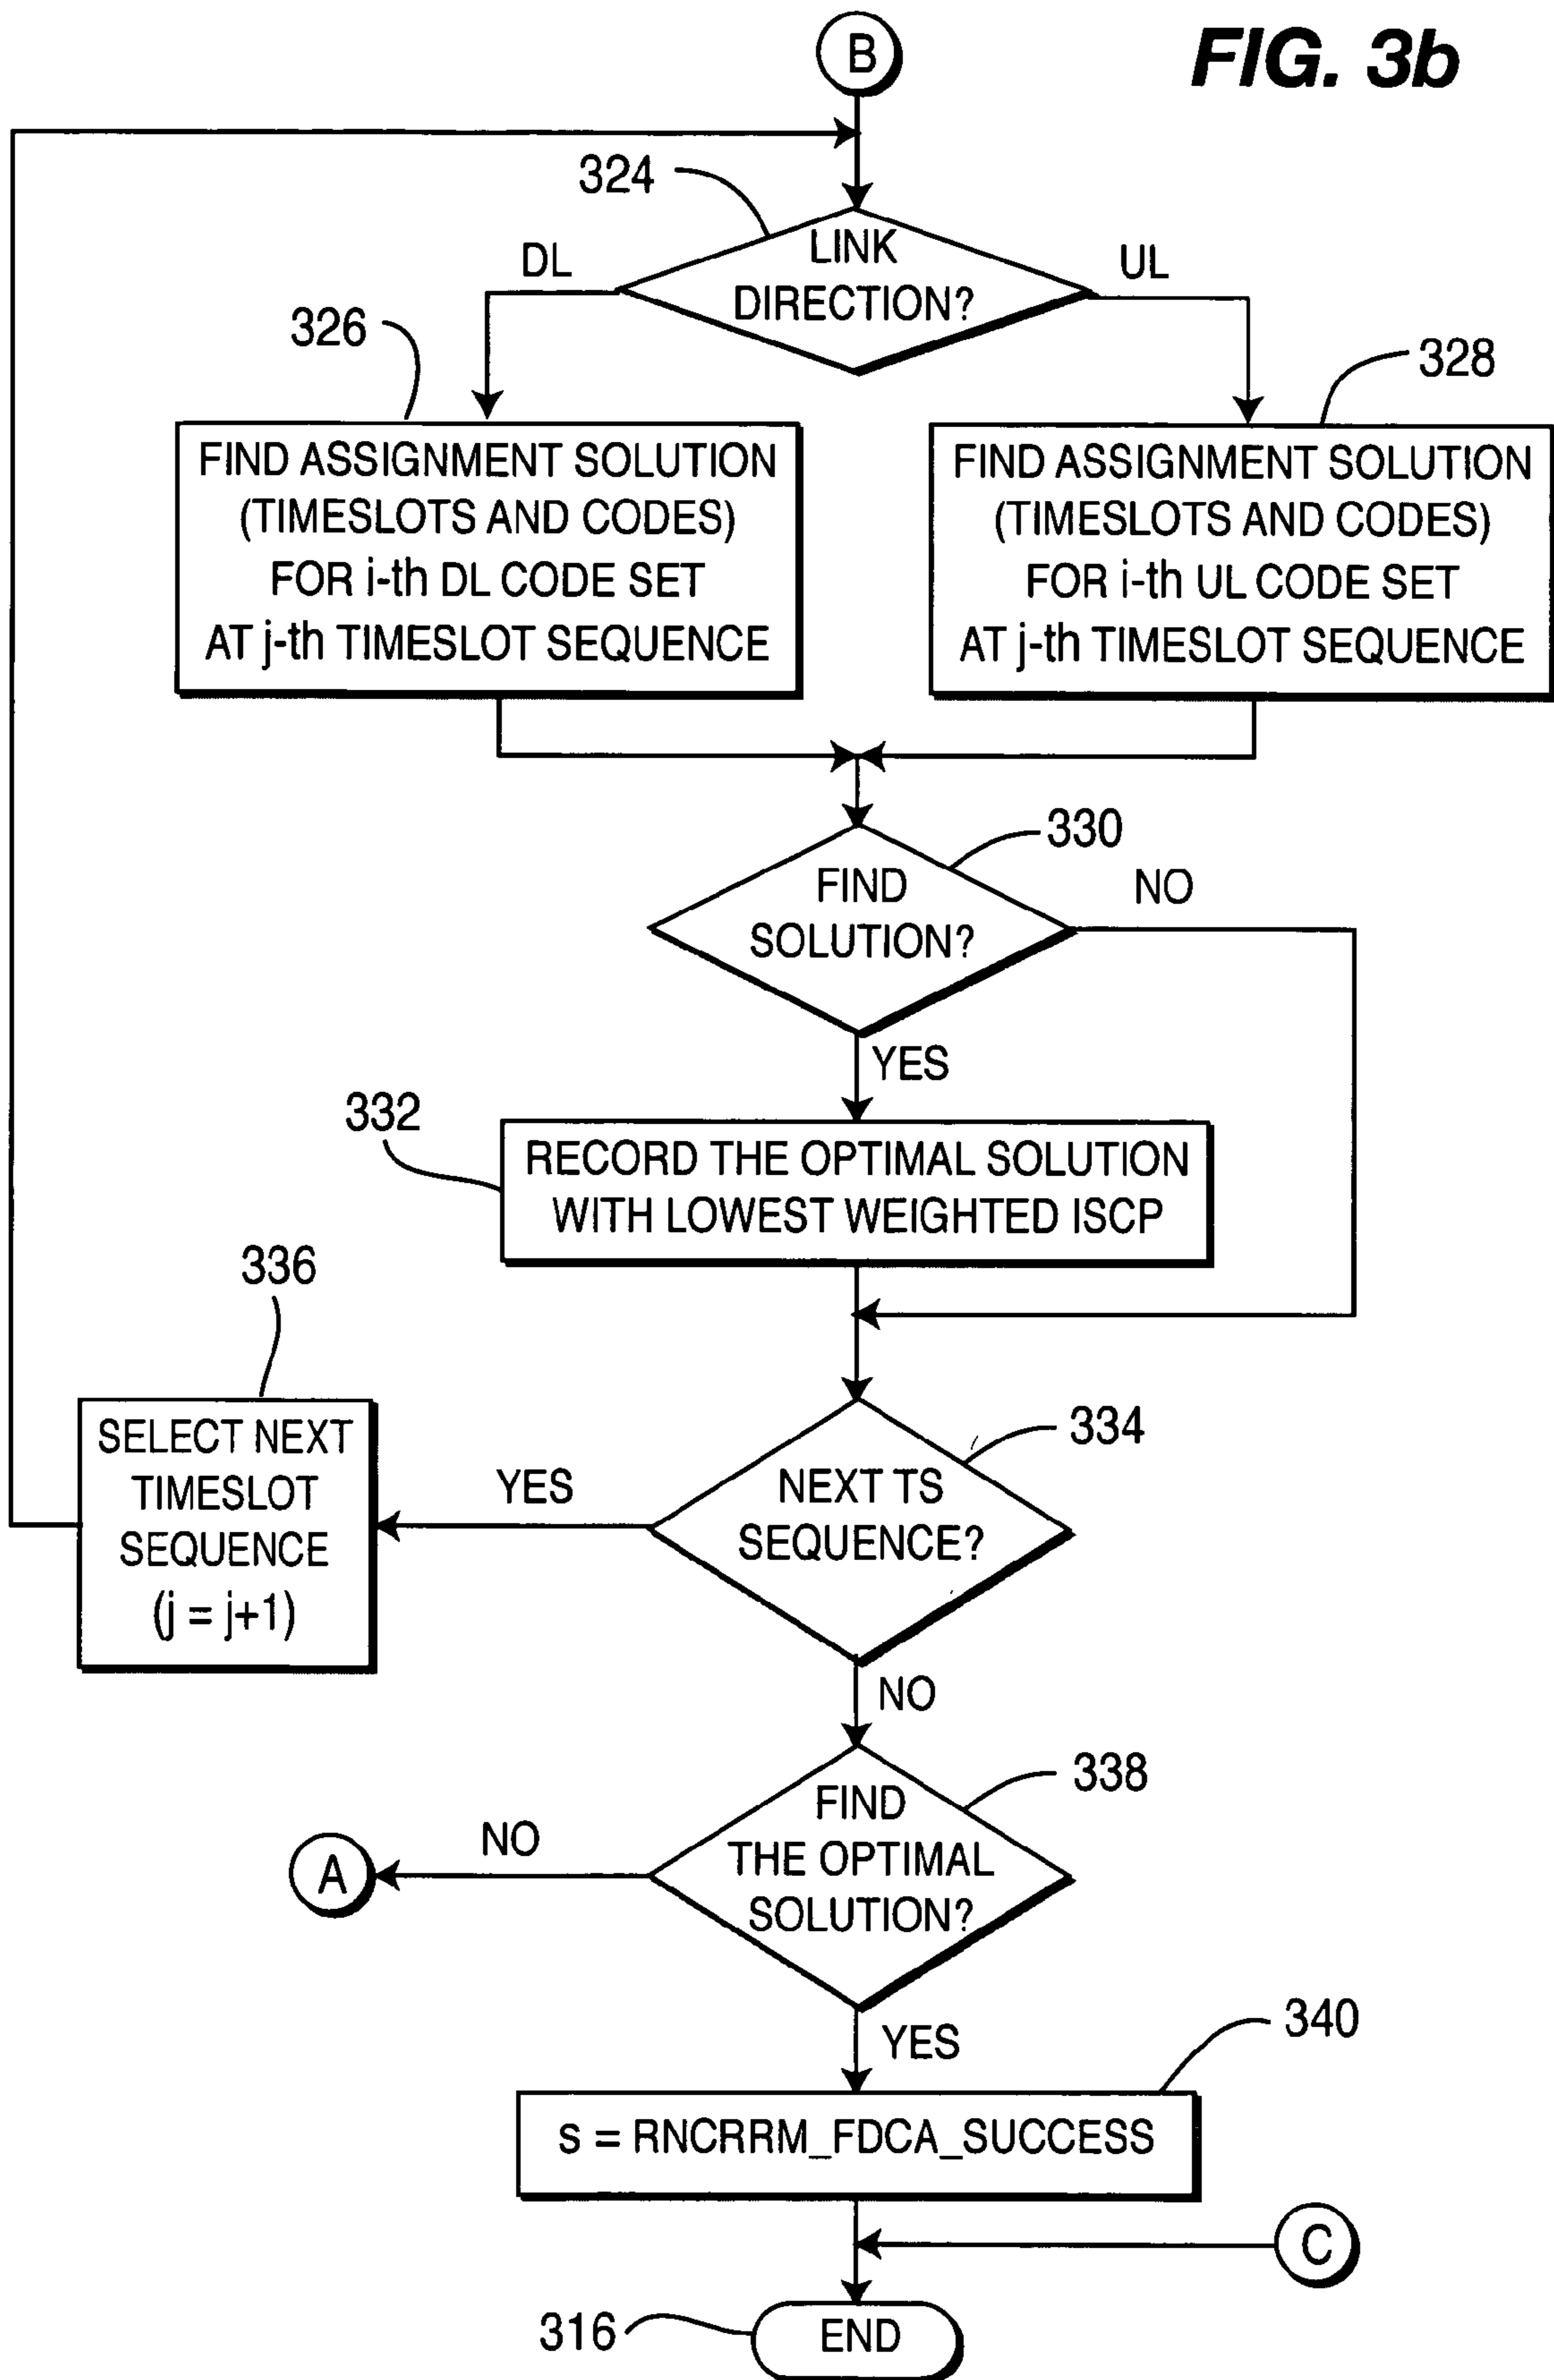 FIG. 3b
B
324
LINK
DIRECTION?
DL
UL
326
328
FIND ASSIGNMENT SOLUTION
(TIMESLOTS AND CODES)
FOR i-th DL CODE SET
AT j-th TIMESLOT SEQUENCE
FIND ASSIGNMENT SOLUTION
(TIMESLOTS AND CODES)
FOR i-th UL CODE SET
AT j-th TIMESLOT SEQUENCE
330
FIND
SOLUTION?
NO
YES
332
RECORD THE OPTIMAL SOLUTION
WITH LOWEST WEIGHTED ISCP
336
SELECT NEXT
TIMESLOT
SEQUENCE
(j = j+1)
YES
334
NEXT TS
SEQUENCE?
NO
338
FIND
THE OPTIMAL
SOLUTION?
NO
A
YES
340
s = RNCRRM_FDCA_SUCCESS
C
316
END